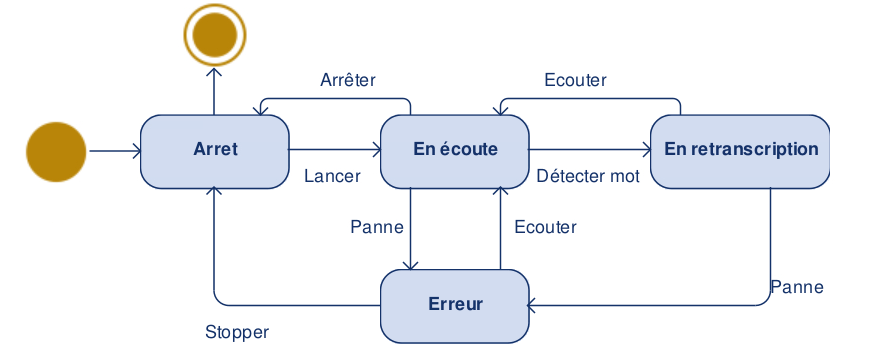 Arrêter
Ecouter
Arret
En écoute
En retranscription
Lancer
Détecter mot
Panne
Ecouter
Panne
Erreur
Stopper